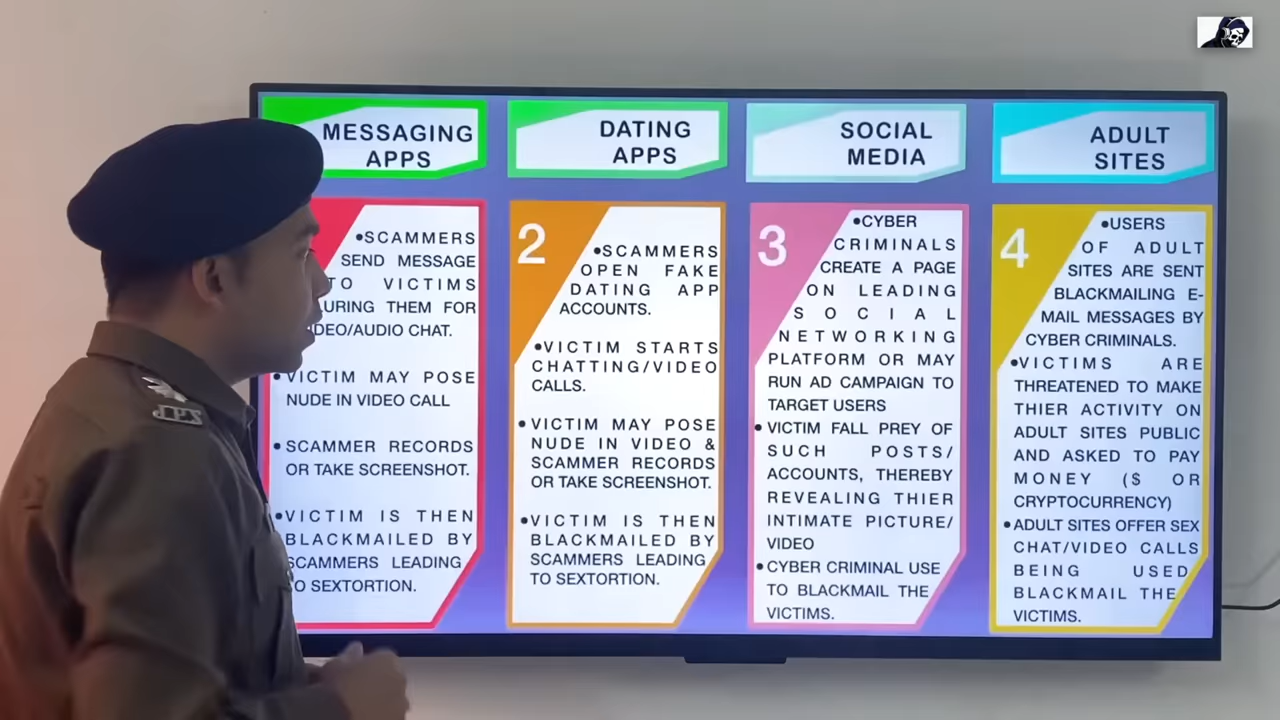 MESSAGING
APPS
•SCAMMERS
SEND MESSAGE
TO VICTIMS
URING THEM FOR
DEO/AUDIO CHAT.
•VICTIM MAY POSE
NUDE IN VIDEO CALL
•SCAMMER RECORDS
OR TAKE SCREENSHOT.
•VICTIM IS THEN
BLACKMAILED BY
SCAMMERS LEADING
TO SEXTORTION.
DATING
APPS
2
•SCAMMERS
OPEN FAKE
DATING APP
ACCOUNTS.
•VICTIM STARTS
CHATTING/VIDEO
CALLS.
•VICTIM MAY POSE
NUDE IN VIDEO &
SCAMMER RECORDS
OR TAKE SCREENSHOT.
•VICTIM IS THEN
BLACKMAILED BY
SCAMMERS LEADING
TO SEXTORTION.
SOCIAL
MEDIA
3
•CYBER
CRIMINALS
CREATE A PAGE
ON LEADING
SOCIAL
NETWORKING
PLATFORM OR MAY
RUN AD CAMPAIGN TO
TARGET USERS
•VICTIM FALL PREY OF
SUCH POSTS/
ACCOUNTS, THEREBY
REVEALING THIER
INTIMATE PICTURE/
VIDEO
•CYBER CRIMINAL USE
TO BLACKMAIL THE
VICTIMS.
ADULT
SITES
4
•USERS
OF ADULT
SITES ARE SENT
BLACKMAILING E-
MAIL MESSAGES BY
CYBER CRIMINALS.
•VICTIMS ARE
THREATENED TO MAKE
THIER ACTIVITY ON
ADULT SITES PUBLIC
AND ASKED TO PAY
MONEY ($ OR
CRYPTOCURRENCY)
•ADULT SITES OFFER SEX
CHAT/VIDEO CALLS
BEING USED
BLACKMAIL THE
VICTIMS.
JPS